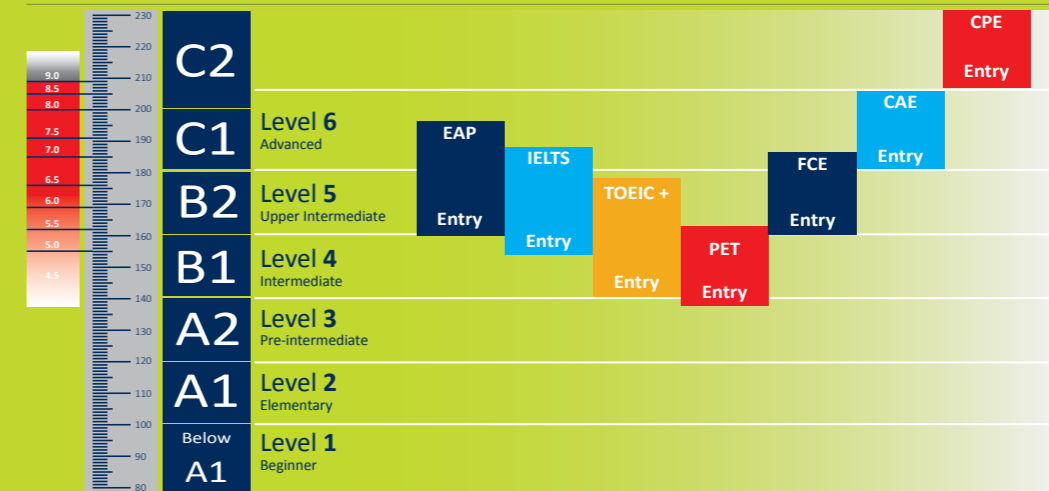 9.0
8.5
8.0
7.5
7.0
6.5
6.0
5.5
5.0
4.5
230
220
210
200
190
180
170
160
150
140
130
120
110
100
90
80
C2
C1
B2
B1
A2
A1
Below
A1
Level 6
Advanced
Level 5
Upper Intermediate
Level 4
Intermediate
Level 3
Pre-intermediate
Level 2
Elementary
Level 1
Beginner
EAP
Entry
IELTS
Entry
TOEIC +
Entry
PET
Entry
FCE
Entry
CAE
Entry
CPE
Entry